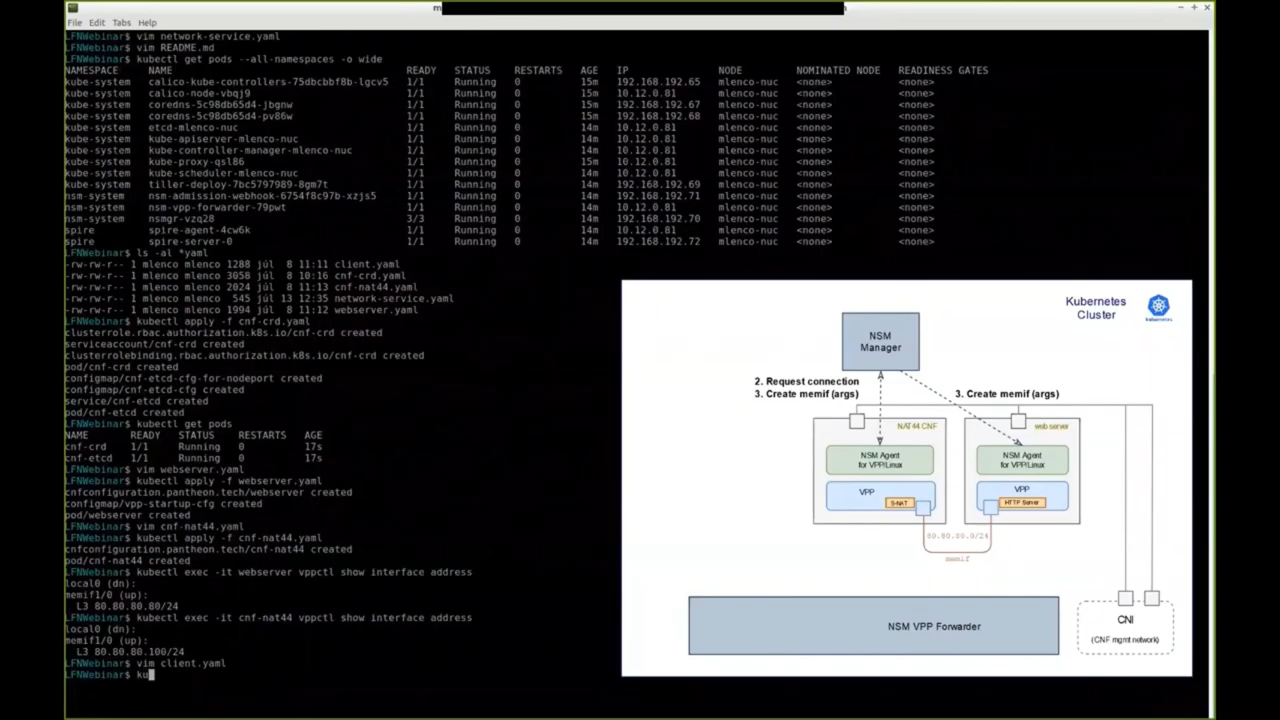 File Edit Tabs Help
LFNWebinar$ vim network-service.yaml
LFNWebinar$ vim README.md
LFNWebinar$ kubectl get pods --all-namespaces -o wide
NAMESPACE NAME READY STATUS RESTARTS AGE IP NODE NOMINATED NODE READINESS GATES
kube-system calico-kube-controllers-75dbcbbf8b-lgcv5 1/1 Running 0 15m 192.168.192.65 mlenco-nuc <none> <none>
kube-system calico-node-vbqj9 1/1 Running 0 15m 10.12.0.81 mlenco-nuc <none> <none>
kube-system coredns-5c98db65d4-jbgnw 1/1 Running 0 15m 192.168.192.67 mlenco-nuc <none> <none>
kube-system coredns-5c98db65d4-pv86w 1/1 Running 0 15m 192.168.192.68 mlenco-nuc <none> <none>
kube-system etcd-mlenco-nuc 1/1 Running 0 14m 10.12.0.81 mlenco-nuc <none> <none>
kube-system kube-apiserver-mlenco-nuc 1/1 Running 0 14m 10.12.0.81 mlenco-nuc <none> <none>
kube-system kube-controller-manager-mlenco-nuc 1/1 Running 0 14m 10.12.0.81 mlenco-nuc <none> <none>
kube-system kube-proxy-qsl86 1/1 Running 0 15m 10.12.0.81 mlenco-nuc <none> <none>
kube-system kube-scheduler-mlenco-nuc 1/1 Running 0 14m 10.12.0.81 mlenco-nuc <none> <none>
kube-system tiller-deploy-7bc5797989-8gm7t 1/1 Running 0 14m 192.168.192.69 mlenco-nuc <none> <none>
nsm-system nsm-admission-webhook-6754f8c97b-xzjs5 1/1 Running 0 14m 192.168.192.71 mlenco-nuc <none> <none>
nsm-system nsm-vpp-forwarder-79pwt 1/1 Running 0 14m 10.12.0.81 mlenco-nuc <none> <none>
nsm-system nsmgr-vzq28 3/3 Running 0 14m 192.168.192.70 mlenco-nuc <none> <none>
spire spire-agent-4cw6k 1/1 Running 0 14m 10.12.0.81 mlenco-nuc <none> <none>
spire spire-server-0 1/1 Running 0 14m 192.168.192.72 mlenco-nuc <none> <none>
LFNWebinar$ ls -al *yaml
-rw-rw-r-- 1 mlenco mlenco 1288 júl 8 11:11 client.yaml
-rw-rw-r-- 1 mlenco mlenco 3058 júl 8 10:16 cnf-crd.yaml
-rw-rw-r-- 1 mlenco mlenco 2024 júl 8 11:13 cnf-nat44.yaml
-rw-rw-r-- 1 mlenco mlenco 545 júl 13 12:35 network-service.yaml
-rw-rw-r-- 1 mlenco mlenco 1994 júl 8 11:12 webserver.yaml
LFNWebinar$ kubectl apply -f cnf-crd.yaml
clusterrole.rbac.authorization.k8s.io/cnf-crd created
serviceaccount/cnf-crd created
clusterrolebinding.rbac.authorization.k8s.io/cnf-crd created
pod/cnf-crd created
configmap/cnf-etcd-cfg-for-nodeport created
configmap/cnf-etcd-cfg created
service/cnf-etcd created
pod/cnf-etcd created
LFNWebinar$ kubectl get pods
NAME READY STATUS RESTARTS AGE
cnf-crd 1/1 Running 0 17s
cnf-etcd 1/1 Running 0 17s
LFNWebinar$ vim webserver.yaml
LFNWebinar$ kubectl apply -f webserver.yaml
cnfconfiguration.pantheon.tech/webserver created
configmap/vpp-startup-cfg created
pod/webserver created
LFNWebinar$ vim cnf-nat44.yaml
LFNWebinar$ kubectl apply -f cnf-nat44.yaml
cnfconfiguration.pantheon.tech/cnf-nat44 created
pod/cnf-nat44 created
LFNWebinar$ kubectl exec -it webserver vppctl show interface address
local0 (dn):
memif1/0 (up):
L3 80.80.80.80/24
LFNWebinar$ kubectl exec -it cnf-nat44 vppctl show interface address
local0 (dn):
memif1/0 (up):
L3 80.80.80.100/24
LFNWebinar$ vim client.yaml
LFNWebinar$ ku
Kubernetes
Cluster
kubernetes
NSM
Manager
2. Request connection
3. Create memif (args)
3. Create memif (args)
NAT44 CNF
web server
NSM Agent
for VPP/Linux
NSM Agent
for VPP/Linux
VPP
S-NAT
VPP
HTTP Server
80.80.80.0/24
memif
NSM VPP Forwarder
CNI
(CNF mgmt network)